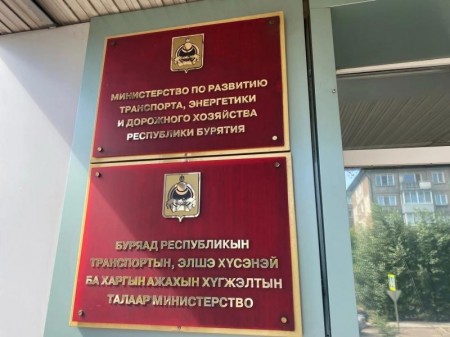 МИНИСТЕРСТВО ПО РАЗВИТИЮ
ТРАНСПОРТА, ЭНЕРГЕТИКИ
И ДОРОЖНОГО ХОЗЯЙСТВА
РЕСПУБЛИКИ БУРЯТИЯ
БУРЯАД РЕСПУБЛИКЫН
ТРАНСПОРТЫН, ЭЛШЭ ХҮСЭНЭЙ
БА ХАРГЫН АЖАХЫН ХҮГЖЭЛТЫН
ТАЛААР МИНИСТЕРСТВО